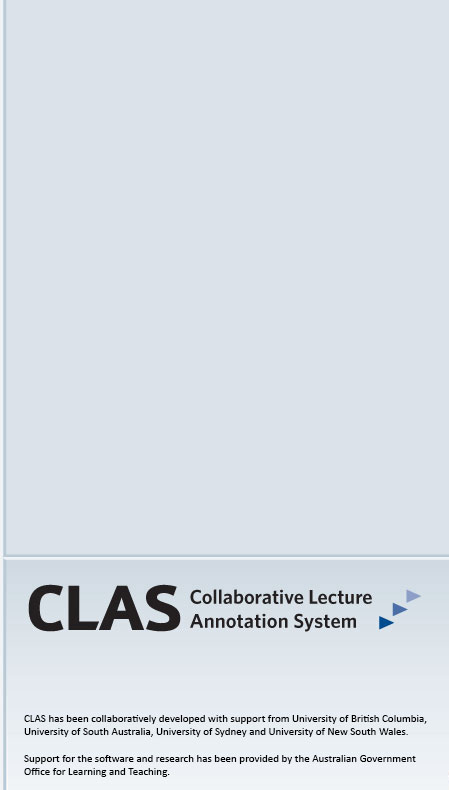 CLAS Collaborative Lecture
Annotation System
CLAS has been collaboratively developed with support from University of British Columbia,
University of South Australia, University of Sydney and University of New South Wales.
Support for the software and research has been provided by the Australian Government
Office for Learning and Teaching.